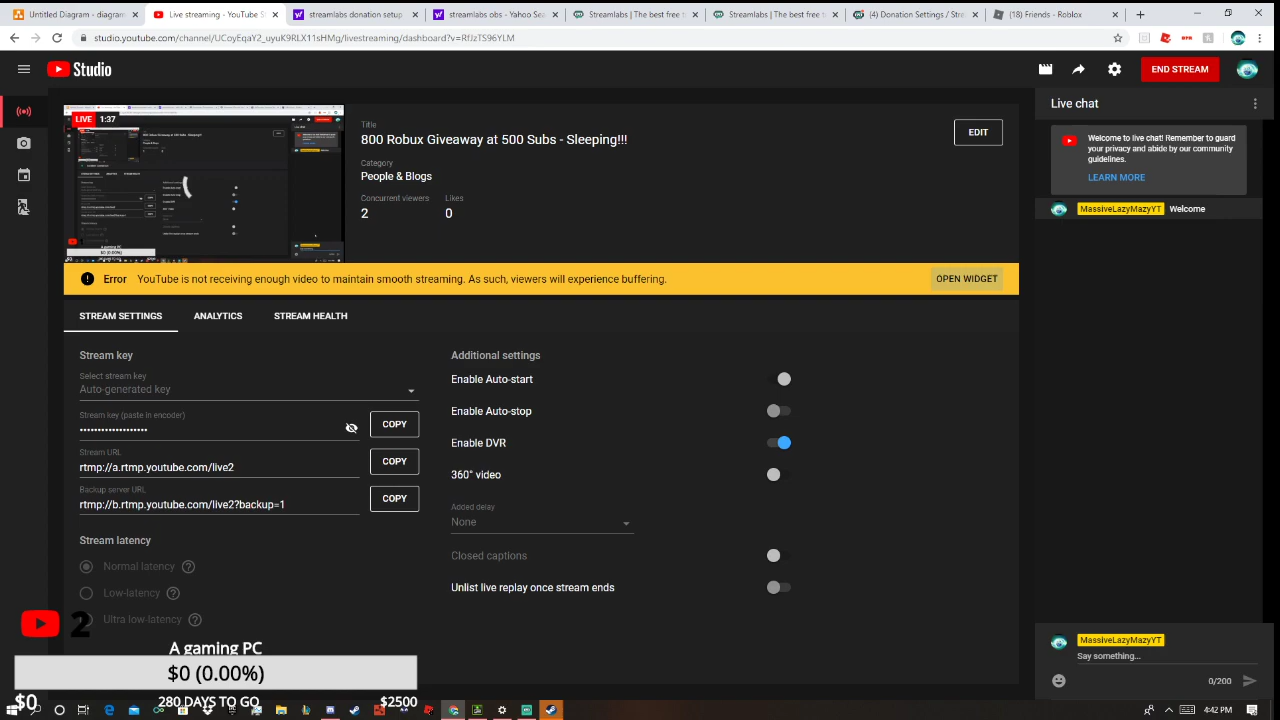 Untitled Diagram - diagram
Live streaming - YouTube S
streamlabs donation setup
streamlabs obs - Yahoo Sea
Streamlabs | The best free t
Streamlabs | The best free t
(4) Donation Settings / Stre
(18) Friends - Roblox
studio.youtube.com/channel/UCoyEqaY2_uyuK9RLX11sHMg/livestreaming/dashboard?v=RfJzTS96YLM
Studio
END STREAM
LIVE 1:37
Title
500 Robux Giveaway at 500 Subs - Sleeping!!!
EDIT
Category
People & Blogs
Concurrent viewers
Likes
2
0
A gaming PC
$0 (0.00%)
Live chat
Welcome to live chat! Remember to guard
your privacy and abide by our community
guidelines.
LEARN MORE
MassiveLazyMazyYT Welcome
Error YouTube is not receiving enough video to maintain smooth streaming. As such, viewers will experience buffering.
OPEN WIDGET
STREAM SETTINGS
ANALYTICS
STREAM HEALTH
Stream key
Select stream key
Auto-generated key
Stream key (paste in encoder)
COPY
Stream URL
rtmp://a.rtmp.youtube.com/live2
COPY
Backup server URL
rtmp://b.rtmp.youtube.com/live2?backup=1
COPY
Stream latency
Normal latency
Low-latency
Ultra low-latency
Additional settings
Enable Auto-start
Enable Auto-stop
Enable DVR
360° video
Added delay
None
Closed captions
Unlist live replay once stream ends
2
A gaming PC
$0 (0.00%)
$0
280 DAYS TO GO
$2500
MassiveLazyMazyYT
Say something...
0/200
4:42 PM